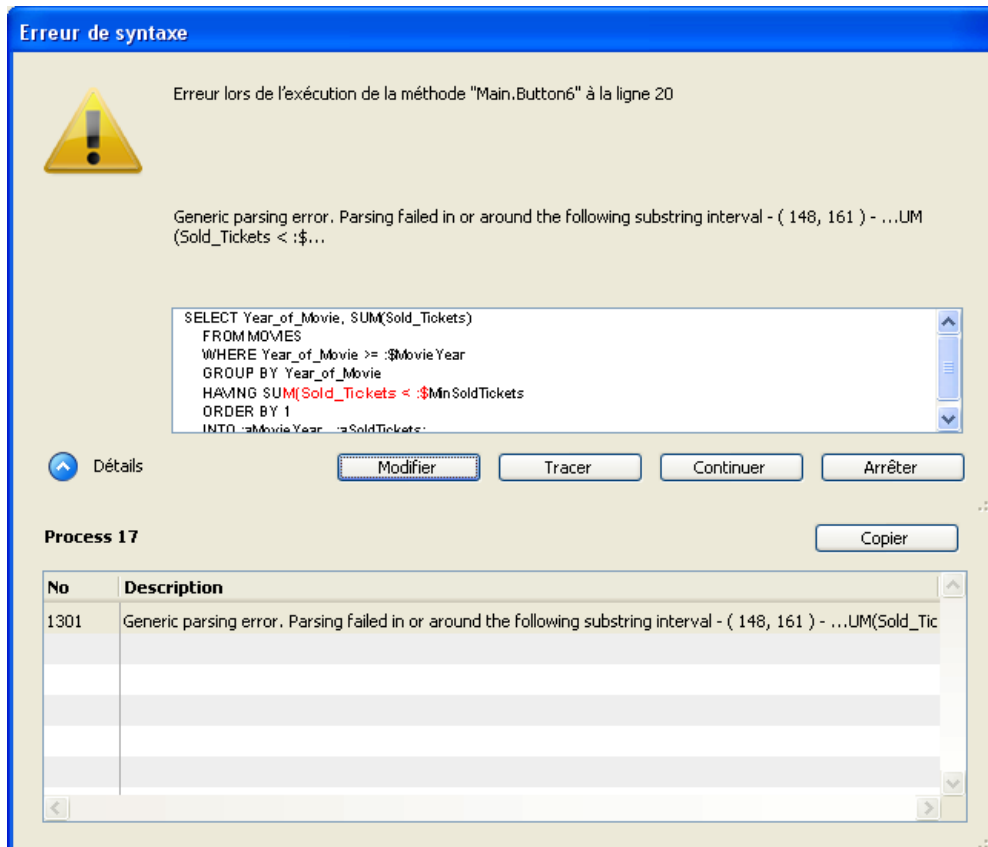 Erreur de syntaxe
Erreur lors de l'exécution de la méthode "Main.Button6" à la ligne 20
Generic parsing error. Parsing failed in or around the following substring interval - ( 148, 161 ) - ...UM
(Sold_Tickets < :$...
SELECT Year_of_Movie, SUM(Sold_Tickets)
FROM MOVIES
WHERE Year_of_Movie >= :$MovieYear
GROUP BY Year_of_Movie
HAVING SUM(Sold_Tickets < :$MinSoldTickets
ORDER BY 1
INTO :aMovieYear, :aSoldTickets;
Détails
Modifier
Tracer
Continuer
Arrêter
Process 17
Copier
No Description
1301 Generic parsing error. Parsing failed in or around the following substring interval - ( 148, 161 ) - ...UM(Sold_Tic